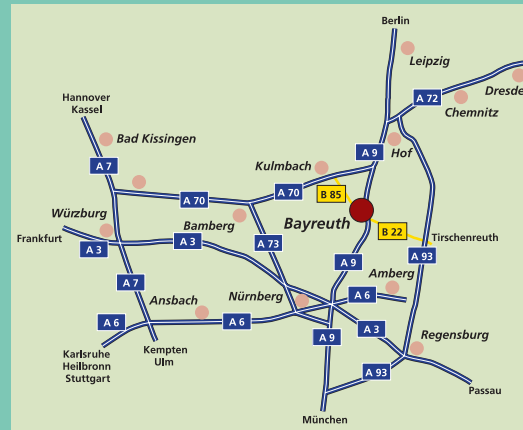 Berlin
Leipzig
Dresde
A 72
Chemnitz
Hannover
Kassel
Bad Kissingen
A 9
Hof
A 7
Kulmbach
A 70
A 70
B 85
Würzburg
Bamberg
Bayreuth
B 22
Tirschenreuth
Frankfurt
A 3
A 3
A 73
A 93
A 9
A 7
Amberg
Ansbach
Nürnberg
A 6
A 6
A 6
A 9
A 3
Regensburg
Karlsruhe
Heilbronn
Stuttgart
Kempten
Ulm
A 93
Passau
München